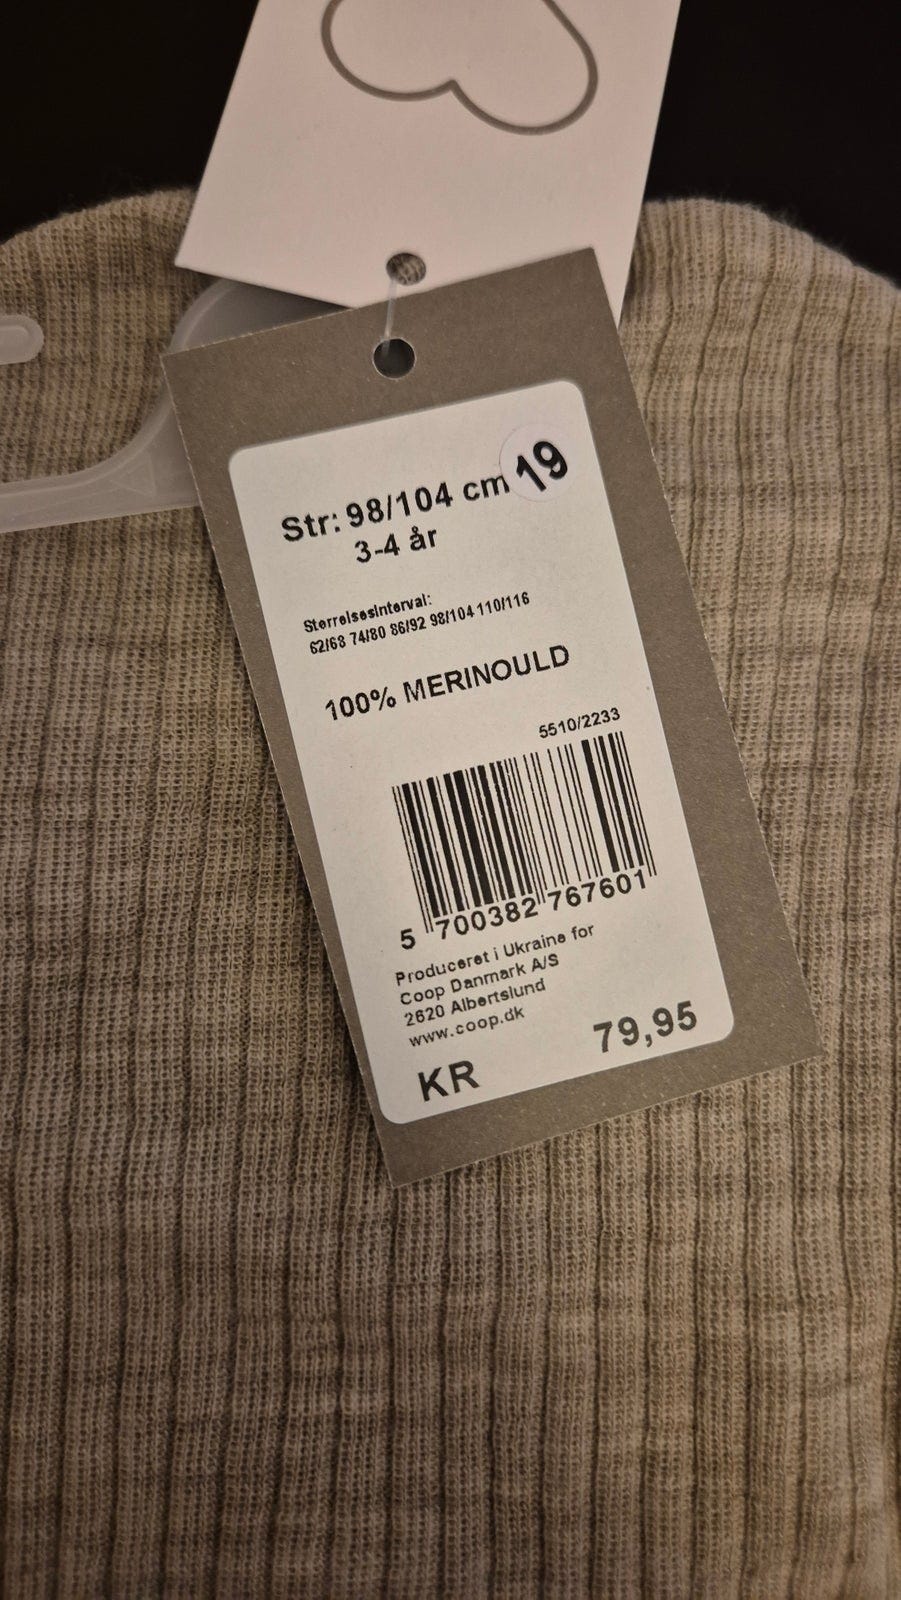 19
Str: 98/104 cm
3-4 år
Størrelsesinterval:
62/68 74/80 86/92 98/104 110/116
100% MERINOULD
5510/2233
5 700382 767601
Produceret i Ukraine for
Coop Danmark A/S
2620 Albertslund
www.coop.dk
KR 79,95